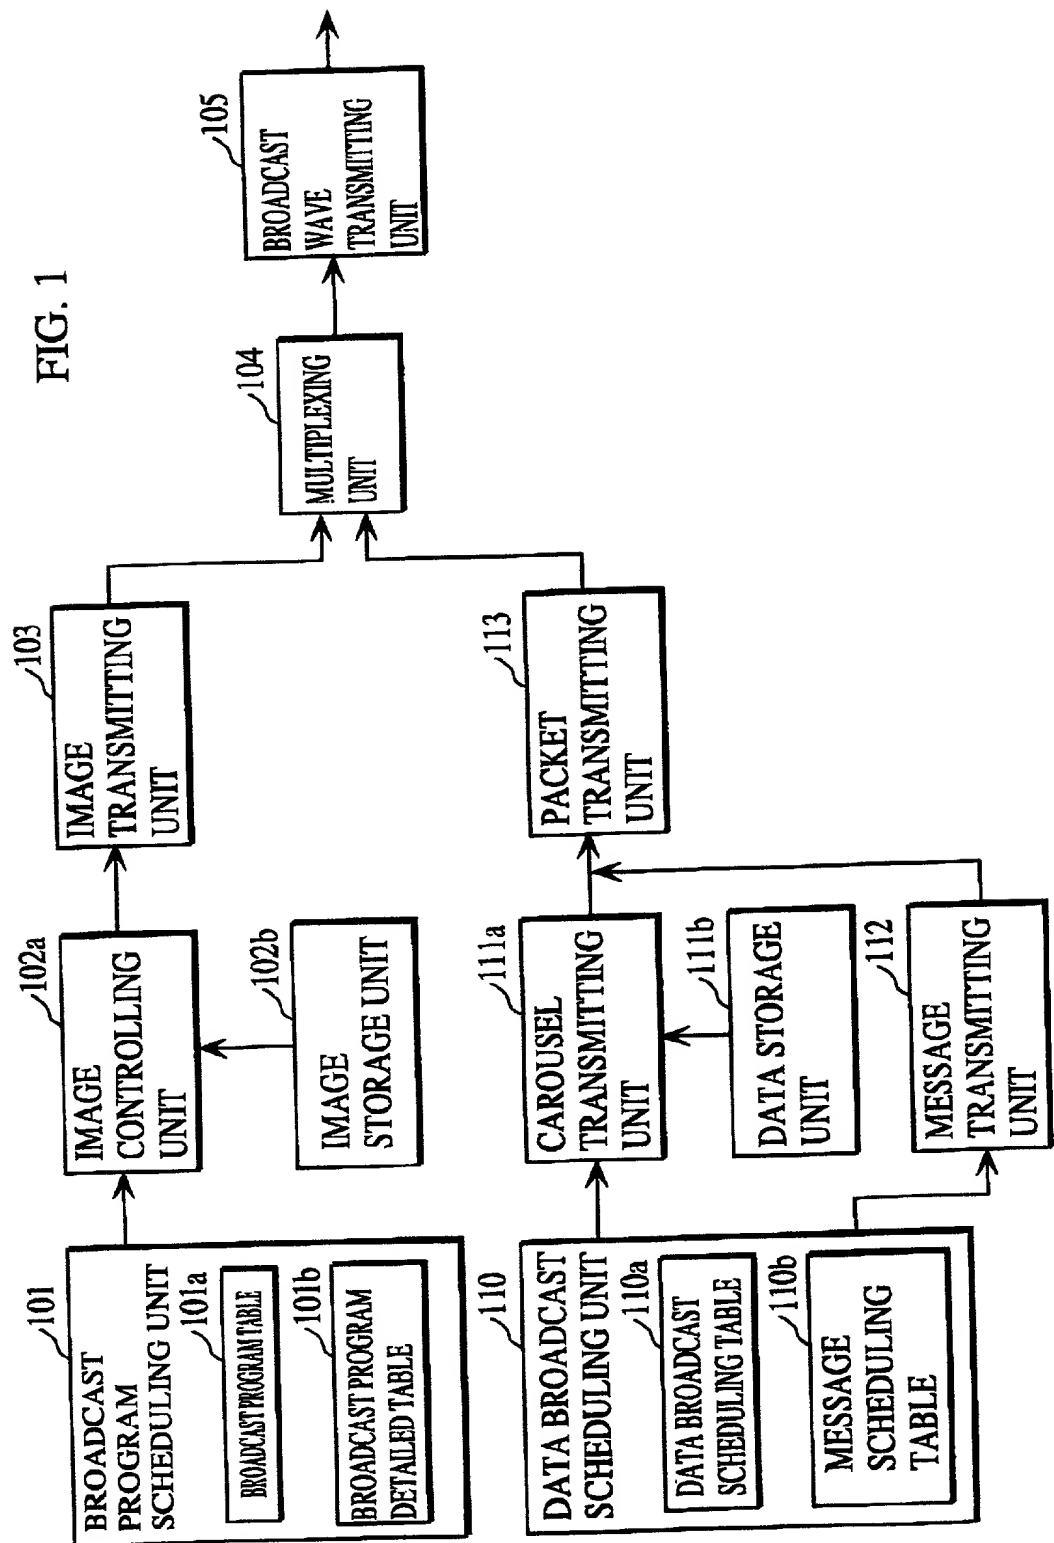 FIG. 1
101
BROADCAST
PROGRAM
SCHEDULING UNIT
101a
BROADCAST PROGRAM TABLE
101b
BROADCAST PROGRAM
DETAILED TABLE
102a
IMAGE
CONTROLLING
UNIT
102b
IMAGE
STORAGE UNIT
103
IMAGE
TRANSMITTING
UNIT
104
MULTIPLEXING
UNIT
105
BROADCAST
WAVE
TRANSMITTING
UNIT
110
DATA BROADCAST
SCHEDULING UNIT
110a
DATA BROADCAST
SCHEDULING TABLE
110b
MESSAGE
SCHEDULING
TABLE
111a
CAROUSEL
TRANSMITTING
UNIT
111b
DATA STORAGE
UNIT
112
MESSAGE
TRANSMITTING
UNIT
113
PACKET
TRANSMITTING
UNIT